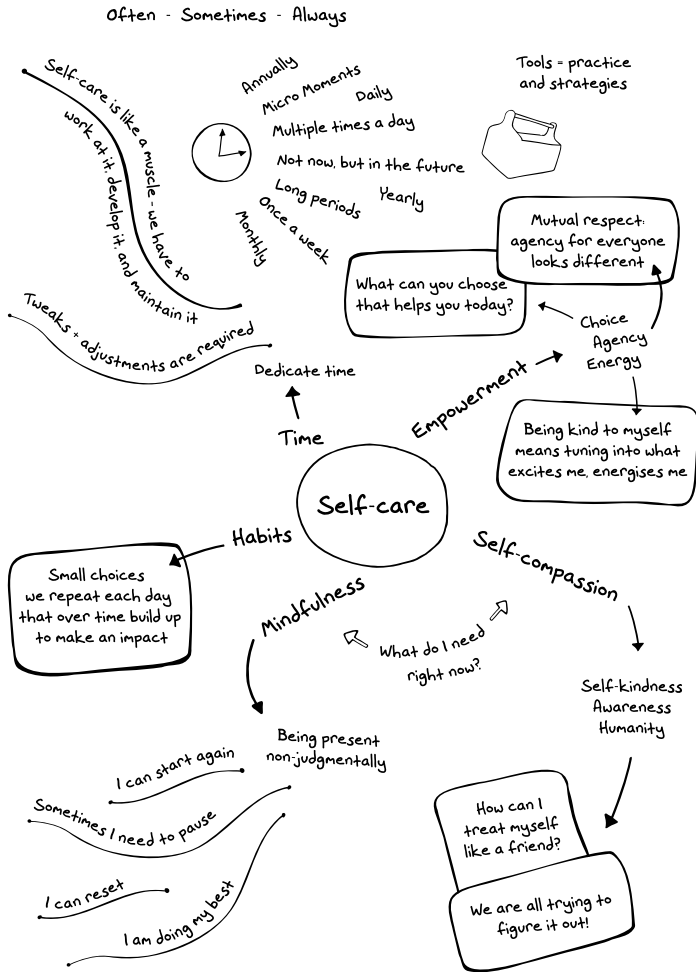 Often - Sometimes - Always
Self-care is like a muscle - we have to
work at it, develop it, and maintain it
Annually
Micro Moments
Daily
Multiple times a day
Not now, but in the future
Long periods
Yearly
Once a week
Monthly
Tools = practice
and strategies
Mutual respect:
agency for everyone
looks different
What can you choose
that helps you today?
Choice
Agency
Energy
Tweaks + adjustments are required
Dedicate time
Time
Empowerment
Being kind to myself
means tuning into what
excites me, energises me
Self-care
Habits
Small choices
we repeat each day
that over time build up
to make an impact
Mindfulness
Self-compassion
What do I need
right now?
Self-kindness
Awareness
Humanity
Being present
non-judgmentally
I can start again
Sometimes I need to pause
I can reset
I am doing my best
How can I
treat myself
like a friend?
We are all trying to
figure it out!